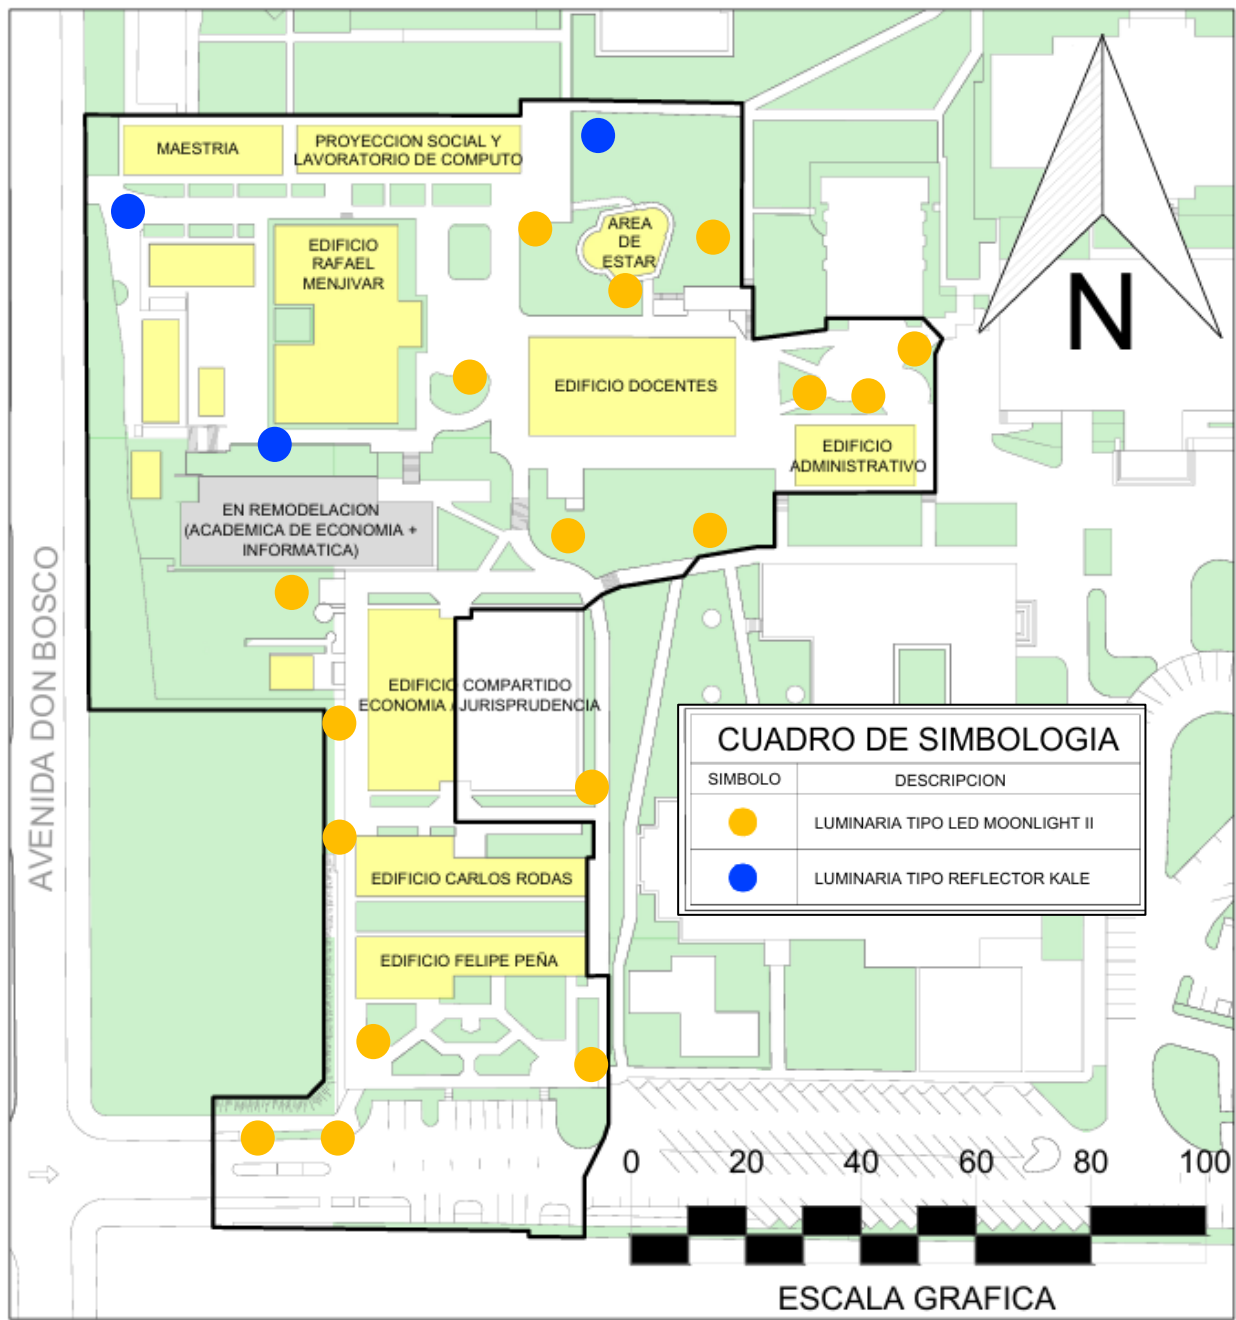 MAESTRIA
PROYECCION SOCIAL Y
LAVORATORIO DE COMPUTO
AREA
DE
ESTAR
EDIFICIO
RAFAEL
MENJIVAR
N
EDIFICIO DOCENTES
EDIFICIO
ADMINISTRATIVO
EN REMODELACION
(ACADEMICA DE ECONOMIA +
INFORMATICA)
AVENIDA DON BOSCO
EDIFICIO COMPARTIDO
ECONOMIA / JURISPRUDENCIA
CUADRO DE SIMBOLOGIA
SIMBOLO DESCRIPCION
LUMINARIA TIPO LED MOONLIGHT II
LUMINARIA TIPO REFLECTOR KALE
EDIFICIO CARLOS RODAS
EDIFICIO FELIPE PEÑA
0 20 40 60 80 100
ESCALA GRAFICA